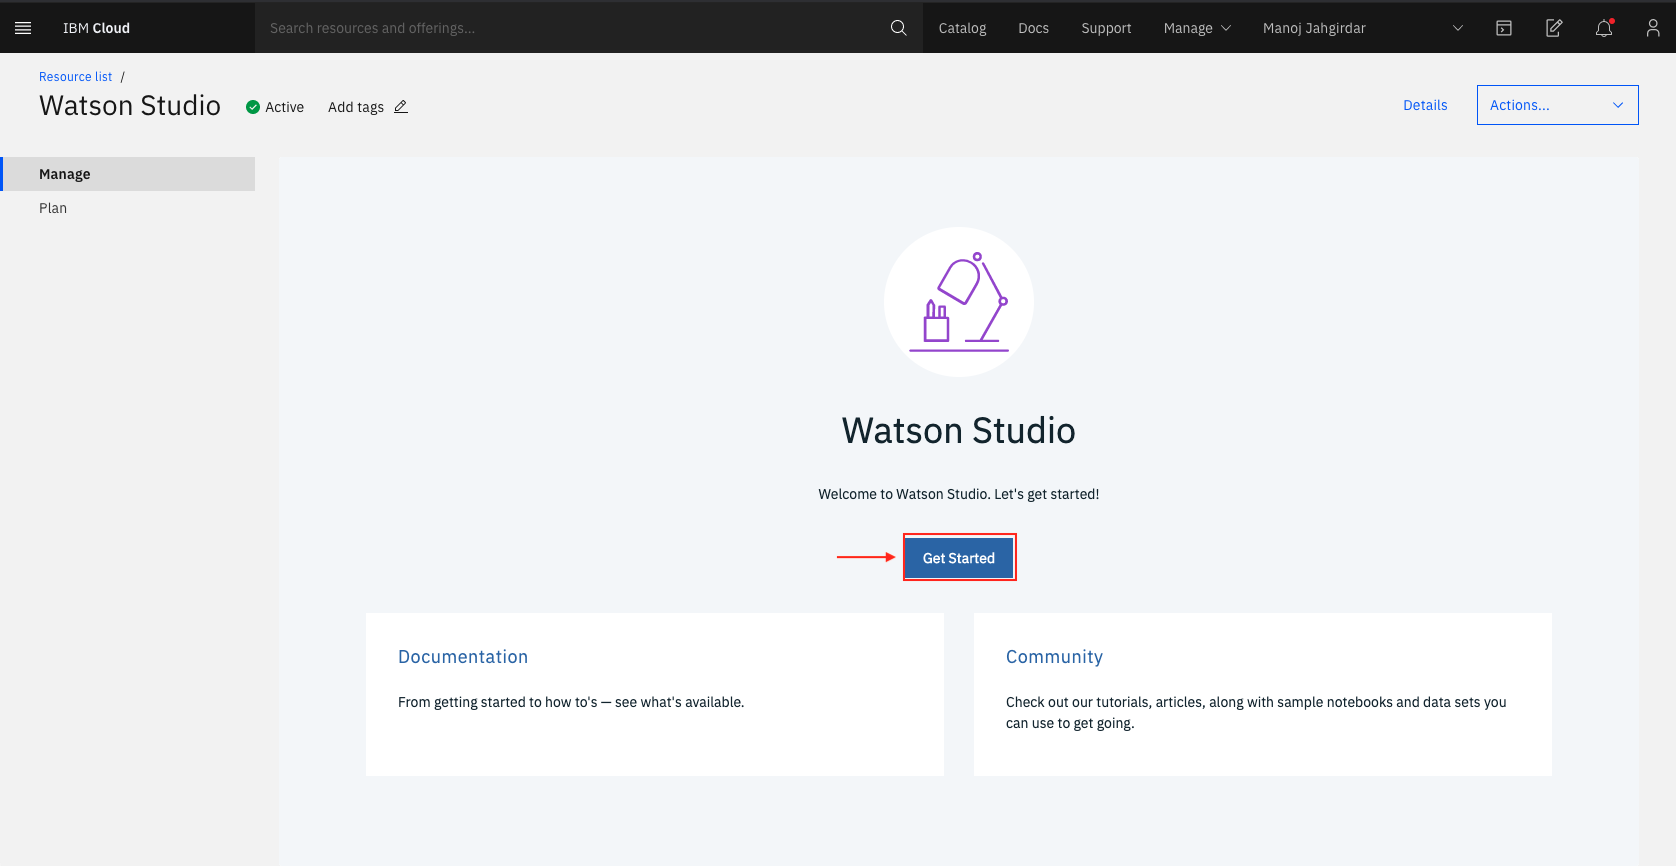 IBM Cloud
Search resources and offerings...
Catalog
Docs
Support
Manage
Manoj Jahgirdar
Resource list /
Watson Studio
Active
Add tags
Details
Actions...
Manage
Plan
Watson Studio
Welcome to Watson Studio. Let's get started!
Get Started
Documentation
From getting started to how to's — see what's available.
Community
Check out our tutorials, articles, along with sample notebooks and data sets you
can use to get going.